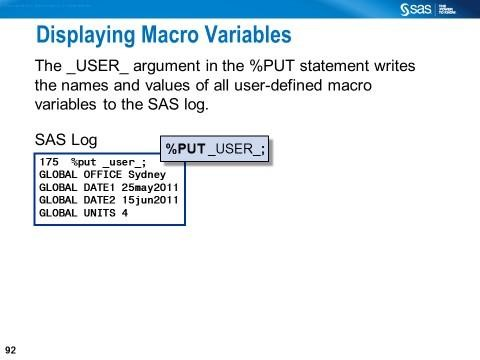 sas THE POWER TO KNOW.
Displaying Macro Variables
The _USER_ argument in the %PUT statement writes
the names and values of all user-defined macro
variables to the SAS log.
SAS Log
%PUT _USER_;
175 %put _user_;
GLOBAL OFFICE Sydney
GLOBAL DATE1 25may2011
GLOBAL DATE2 15jun2011
GLOBAL UNITS 4
92